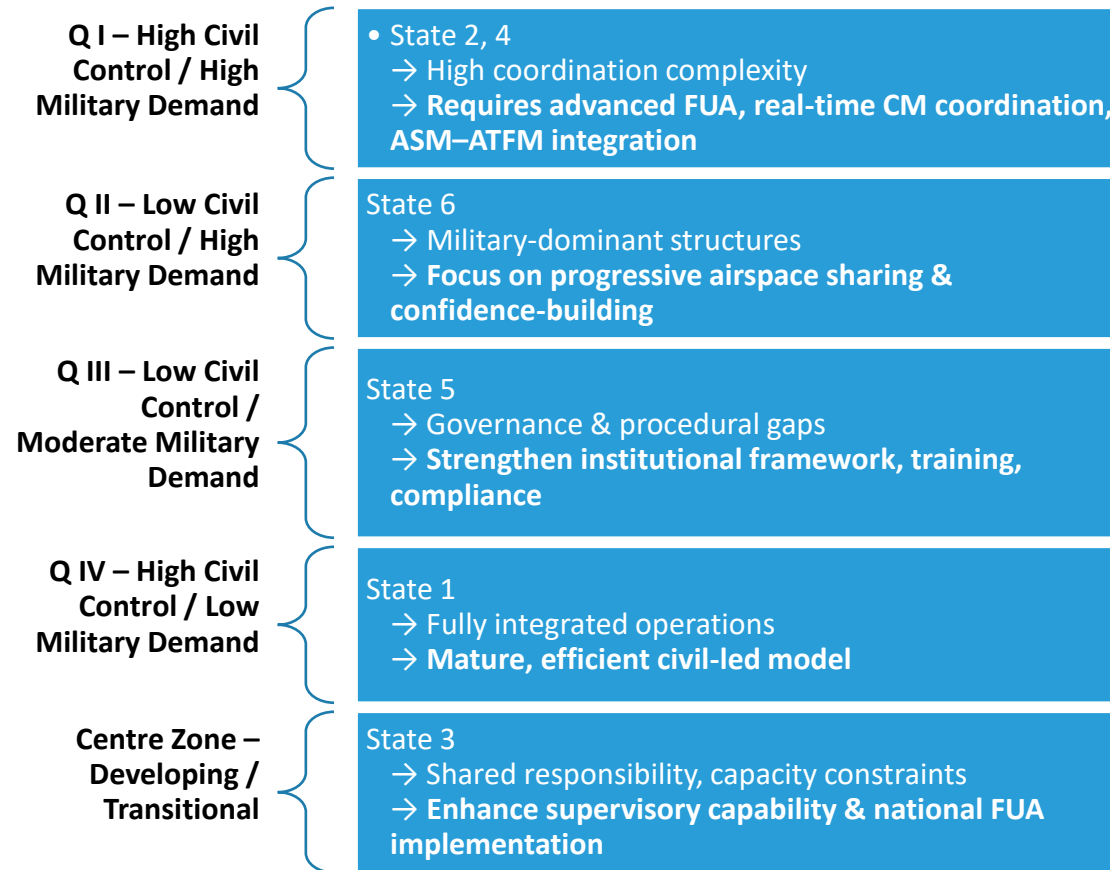 Q I – High Civil
Control / High
Military Demand
• State 2, 4
→ High coordination complexity
→ Requires advanced FUA, real-time CM coordination,
ASM–ATFM integration
Q II – Low Civil
Control / High
Military Demand
State 6
→ Military-dominant structures
→ Focus on progressive airspace sharing &
confidence-building
Q III – Low Civil
Control /
Moderate Military
Demand
State 5
→ Governance & procedural gaps
→ Strengthen institutional framework, training,
compliance
Q IV – High Civil
Control / Low
Military Demand
State 1
→ Fully integrated operations
→ Mature, efficient civil-led model
Centre Zone –
Developing /
Transitional
State 3
→ Shared responsibility, capacity constraints
→ Enhance supervisory capability & national FUA
implementation